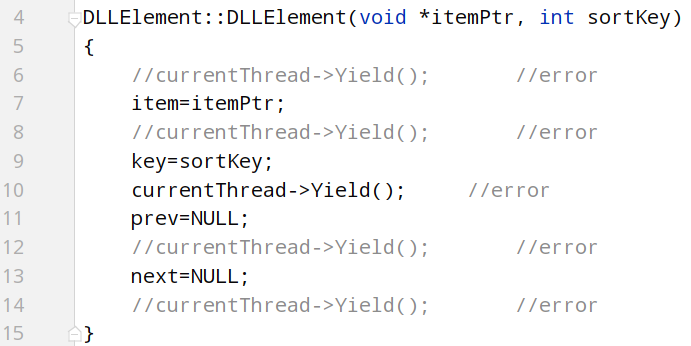 4 DLLElement::DLLElement(void *itemPtr, int sortKey)
5 {
6 //currentThread->Yield(); //error
7 item=itemPtr;
8 //currentThread->Yield(); //error
9 key=sortKey;
10 currentThread->Yield(); //error
11 prev=NULL;
12 //currentThread->Yield(); //error
13 next=NULL;
14 //currentThread->Yield(); //error
15 }